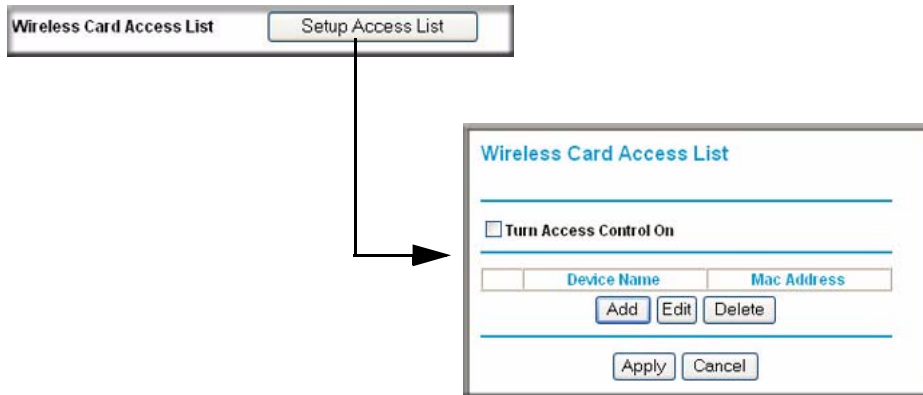 Wireless Card Access List Setup Access List
Wireless Card Access List
Turn Access Control On
Device Name Mac Address
Add Edit Delete
Apply Cancel